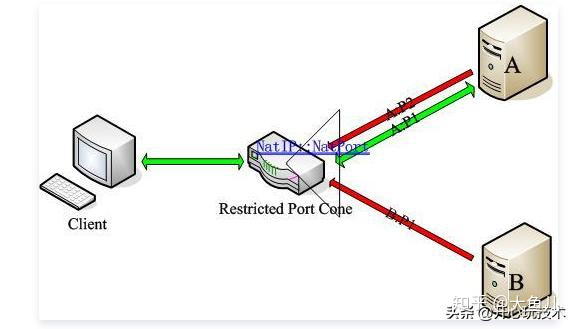 A
A.P2
A.P1
NatIP:NatPort
Restricted Port Cone
Client
B.P1
B
知乎 @大鱼儿
头条 @开心玩技术